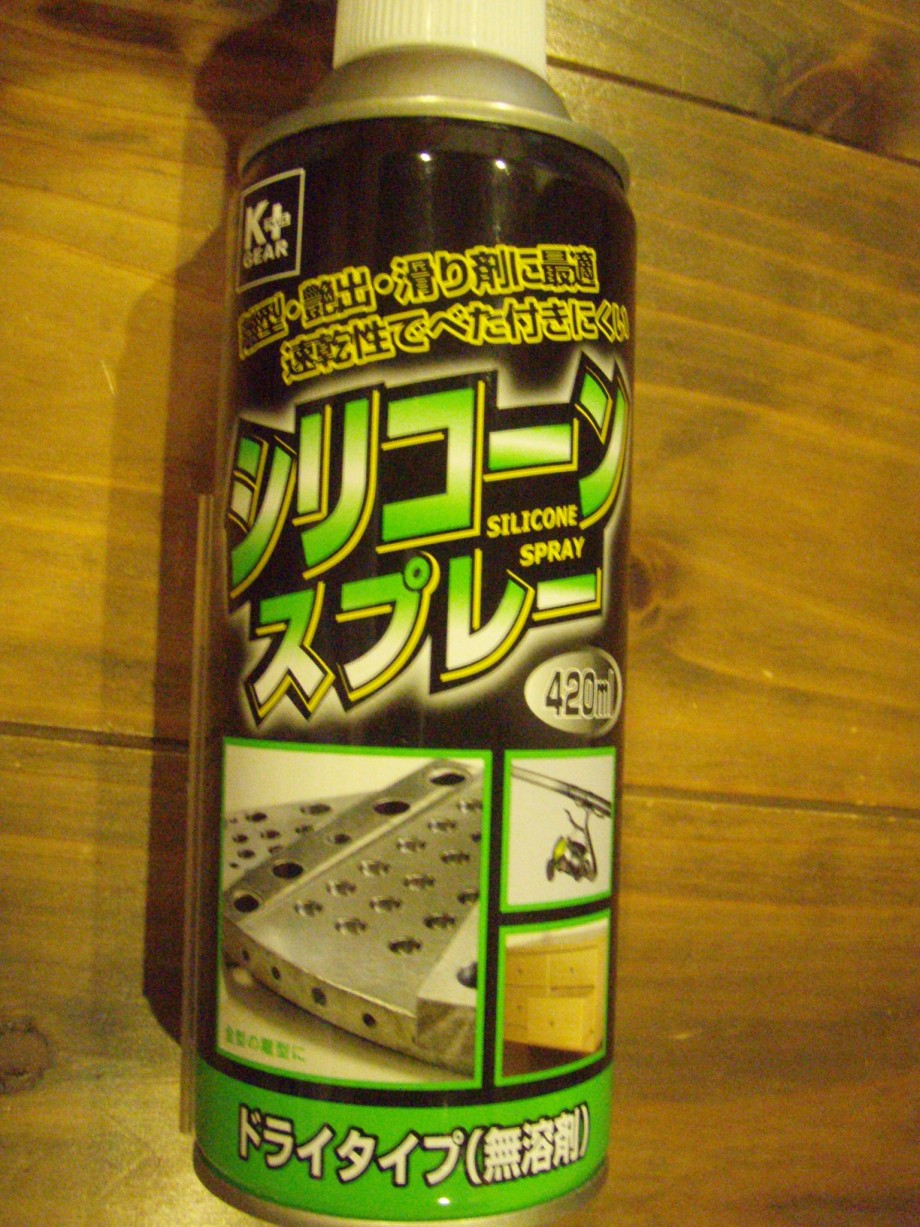 K+
GEAR
離型・艶出・滑り剤に最適
速乾性でべた付きにくい
シリコーン
SILICONE
スプレー
SPRAY
420ml
金型の離型に
ドライタイプ(無溶剤)